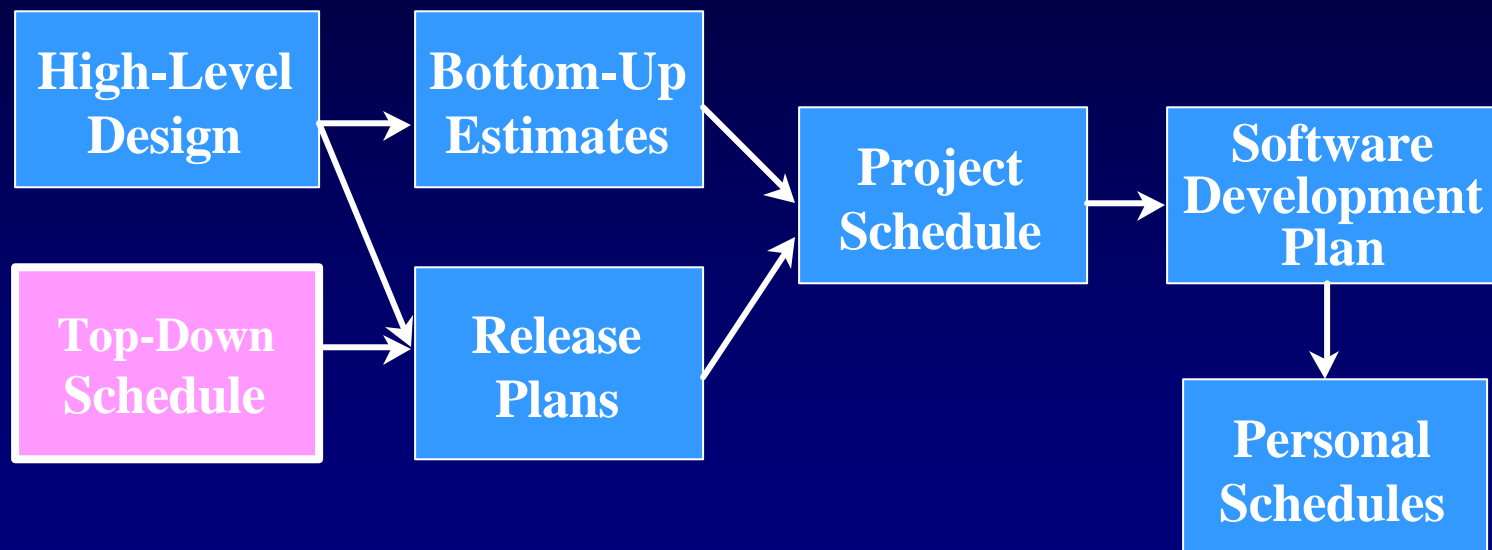 High-Level
Design
Bottom-Up
Estimates
Project
Schedule
Software
Development
Plan
Top-Down
Schedule
Release
Plans
Personal
Schedules